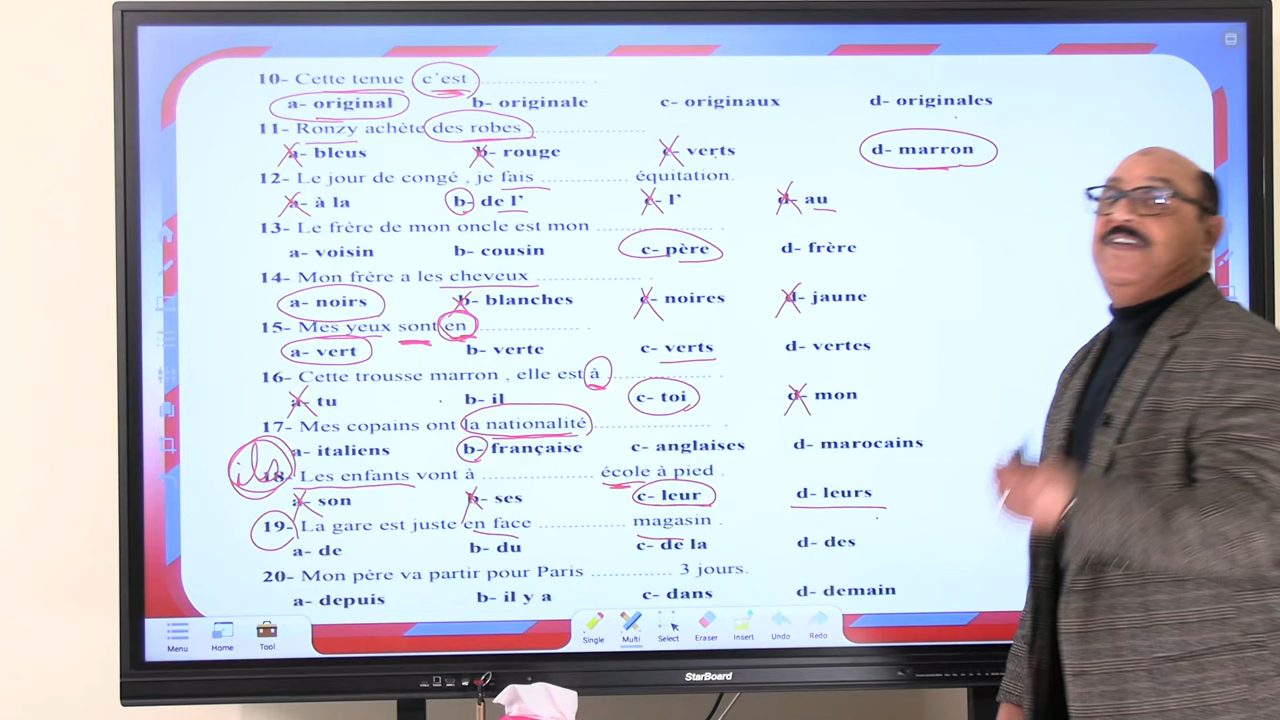 10- Cette tenue c'est ..............
a- original b- originale c- originaux d- originales
11- Ronzy achète des robes ..............
a- bleus b- rouge c- verts d- marron
12- Le jour de congé , je fais .............. équitation.
a- à la b- de l' c- l' d- au
13- Le frère de mon oncle est mon ..............
a- voisin b- cousin c- père d- frère
14- Mon frère a les cheveux ..............
a- noirs b- blanches c- noires d- jaune
15- Mes yeux sont en ..............
a- vert b- verte c- verts d- vertes
16- Cette trousse marron , elle est à ..............
a- tu b- il c- toi d- mon
17- Mes copains ont la nationalité ..............
a- italiens b- française c- anglaises d- marocains
ils
18- Les enfants vont à .............. école à pied .
a- son b- ses c- leur d- leurs
19- La gare est juste en face .............. magasin .
a- de b- du c- de la d- des
20- Mon père va partir pour Paris ............ 3 jours.
a- depuis b- il y a c- dans d- demain
Menu Home Tool Single Multi Select Eraser Insert Undo Redo
StarBoard